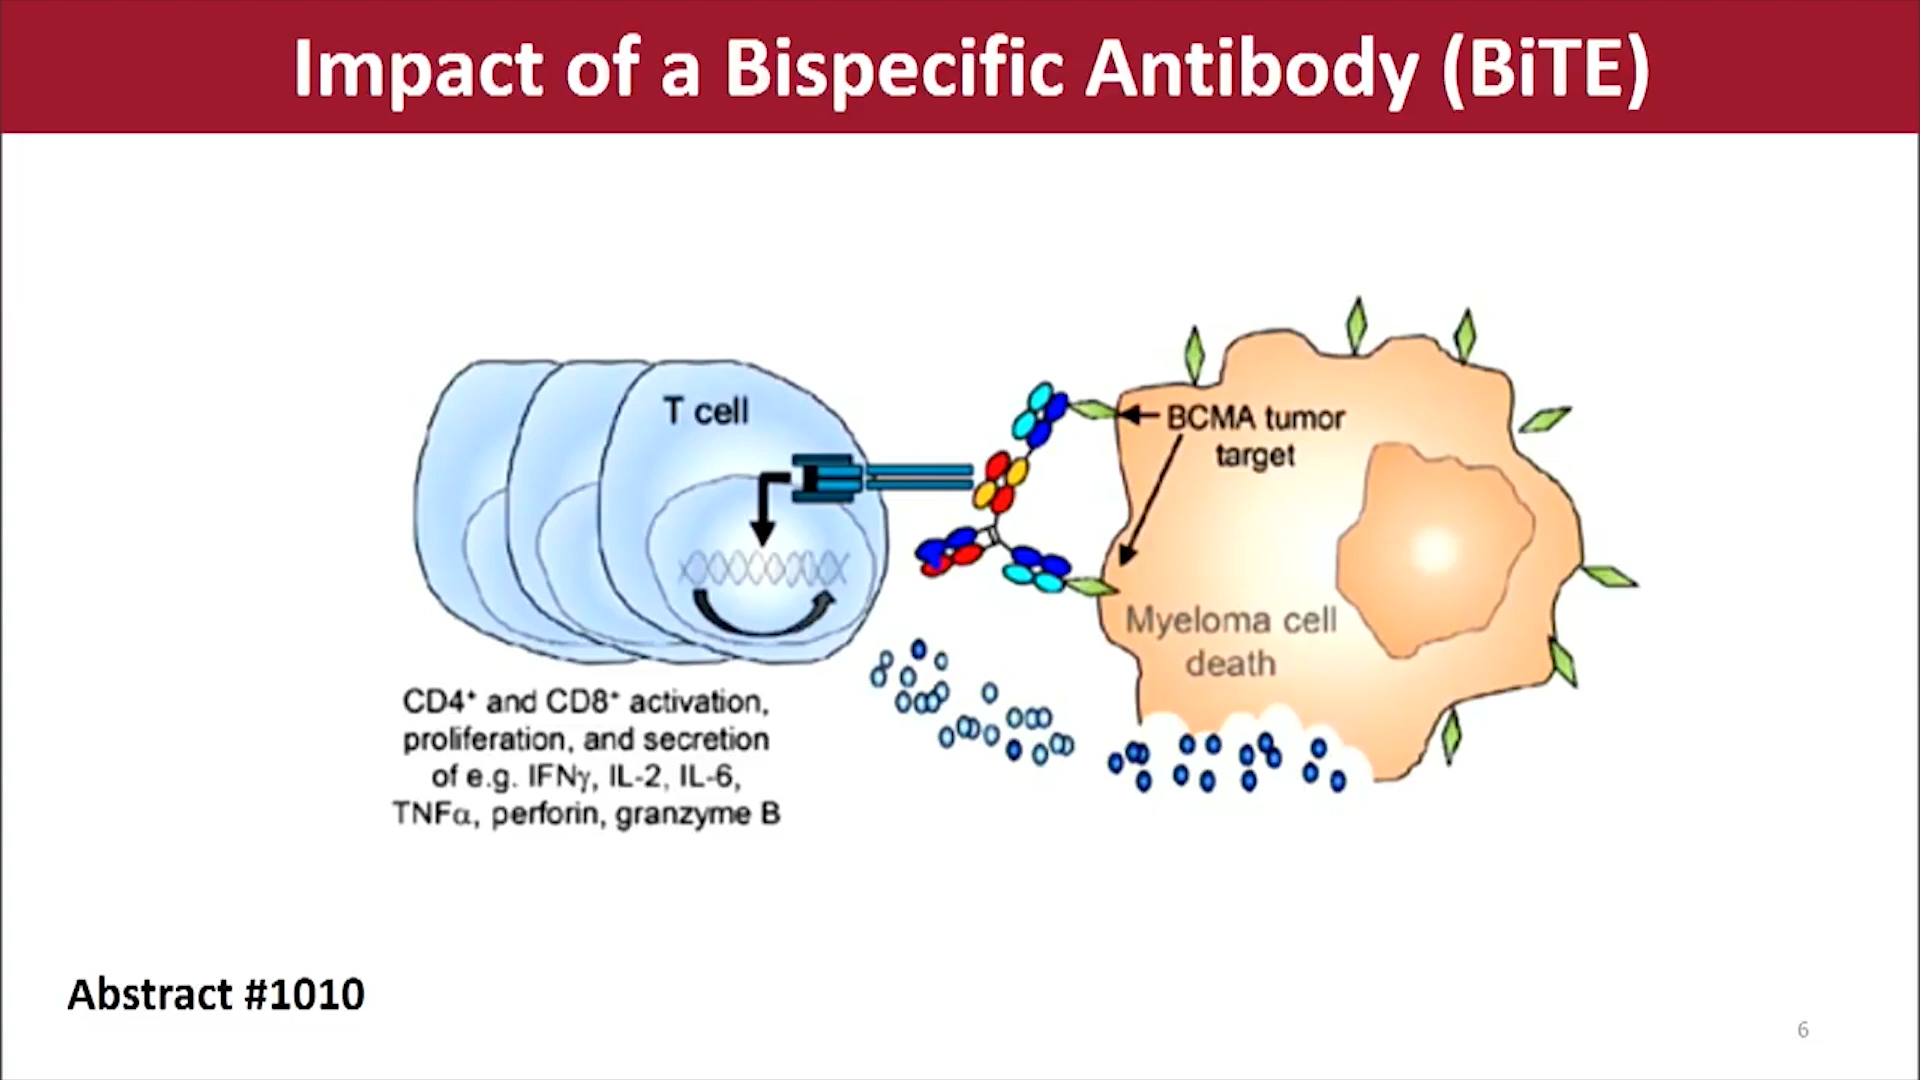 Impact of a Bispecific Antibody (BiTE)
T cell
BCMA tumor
target
Myeloma cell
death
CD4⁺ and CD8⁺ activation,
proliferation, and secretion
of e.g. IFNγ, IL-2, IL-6,
TNFα, perforin, granzyme B
Abstract #1010
6